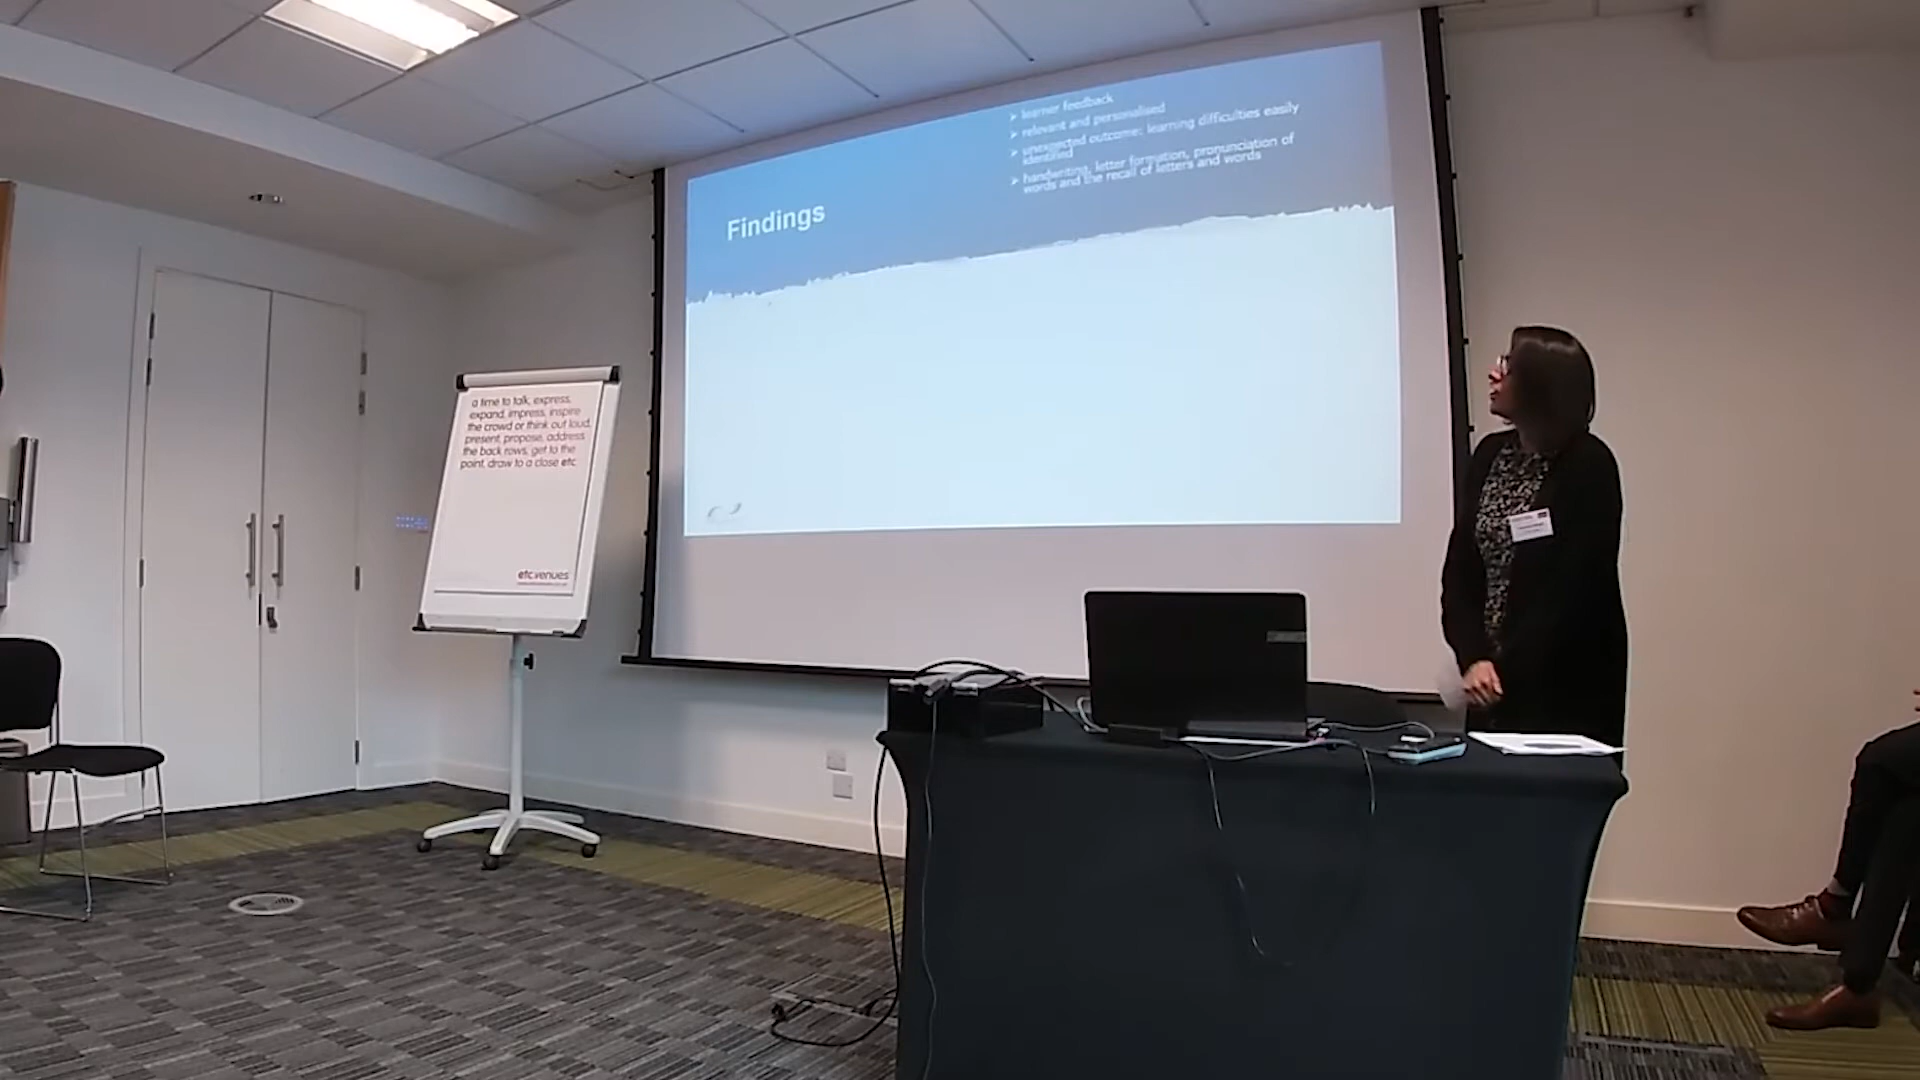 Findings
learner feedback
relevant and personalised
unexpected outcome: learning difficulties easily
identified
handwriting, letter formation, pronunciation of
words and the recall of letters and words
a time to talk, express,
expand, impress, inspire
the crowd or think out loud,
present, propose, address
the back rows, get to the
point, draw to a close etc
etc.venues